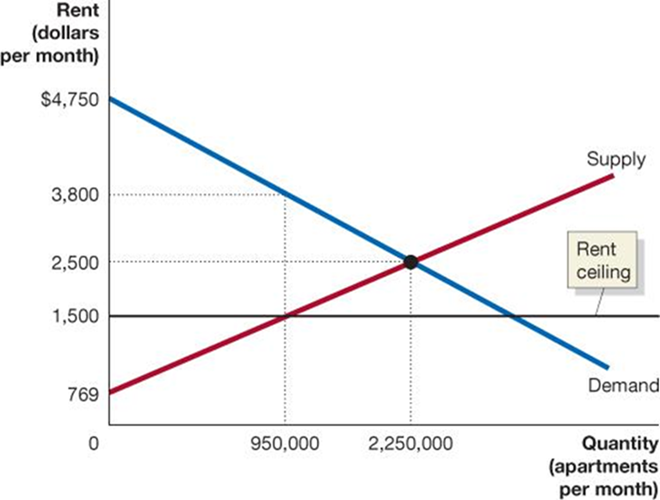 Rent
(dollars
per month)
$4,750
3,800
2,500
1,500
769
0
950,000
2,250,000
Supply
Rent
ceiling
Demand
Quantity
(apartments
per month)